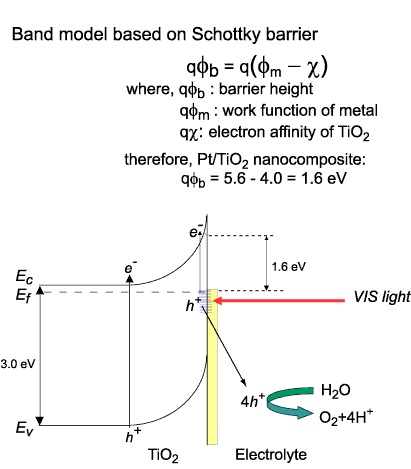 Band model based on Schottky barrier
qϕb = q(ϕm − χ)
where, qϕb : barrier height
qϕm : work function of metal
qχ: electron affinity of TiO2
therefore, Pt/TiO2 nanocomposite:
qϕb = 5.6 - 4.0 = 1.6 eV
e-
e-
1.6 eV
Ec
Ef
h+
VIS light
3.0 eV
4h+
H2O
O2+4H+
Ev
h+
TiO2
Electrolyte